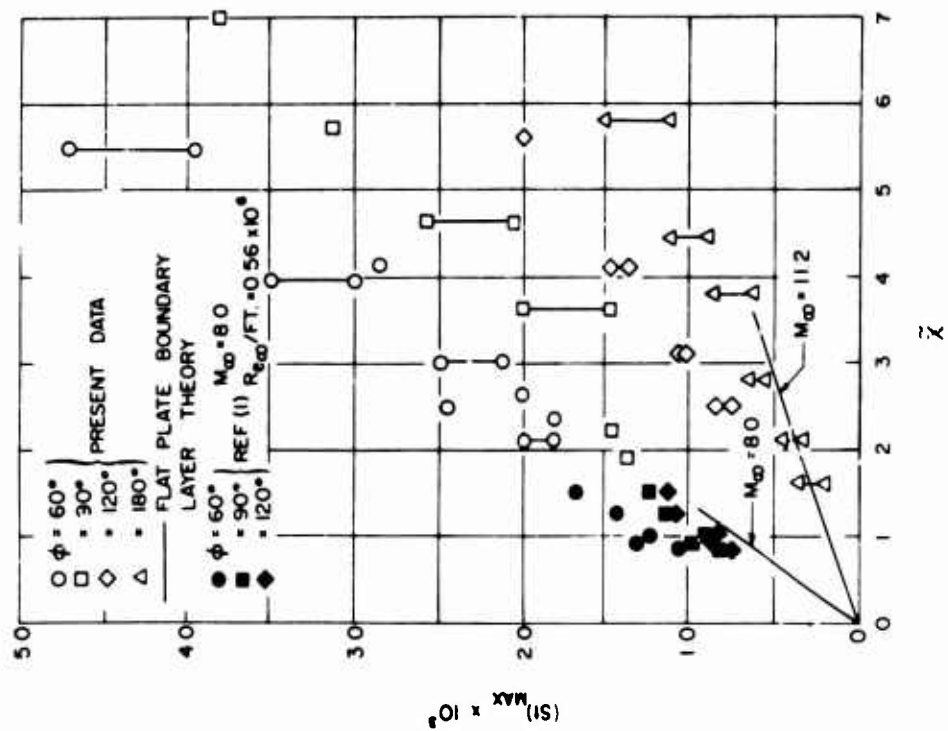 ○ φ = 60°
□ = 90°
◇ = 120°
△ = 180°
PRESENT DATA
FLAT PLATE BOUNDARY
LAYER THEORY
● φ = 60°
■ = 90°
◆ = 120°
REF (1) M∞ = 8.0
Re∞/FT. = 0.56 x 10⁶
5.0
4.0
3.0
2.0
1.0
0
(St)MAX x 10³
M∞ = 8.0
M∞ = 11.2
0 1 2 3 4 5 6 7
χ̃